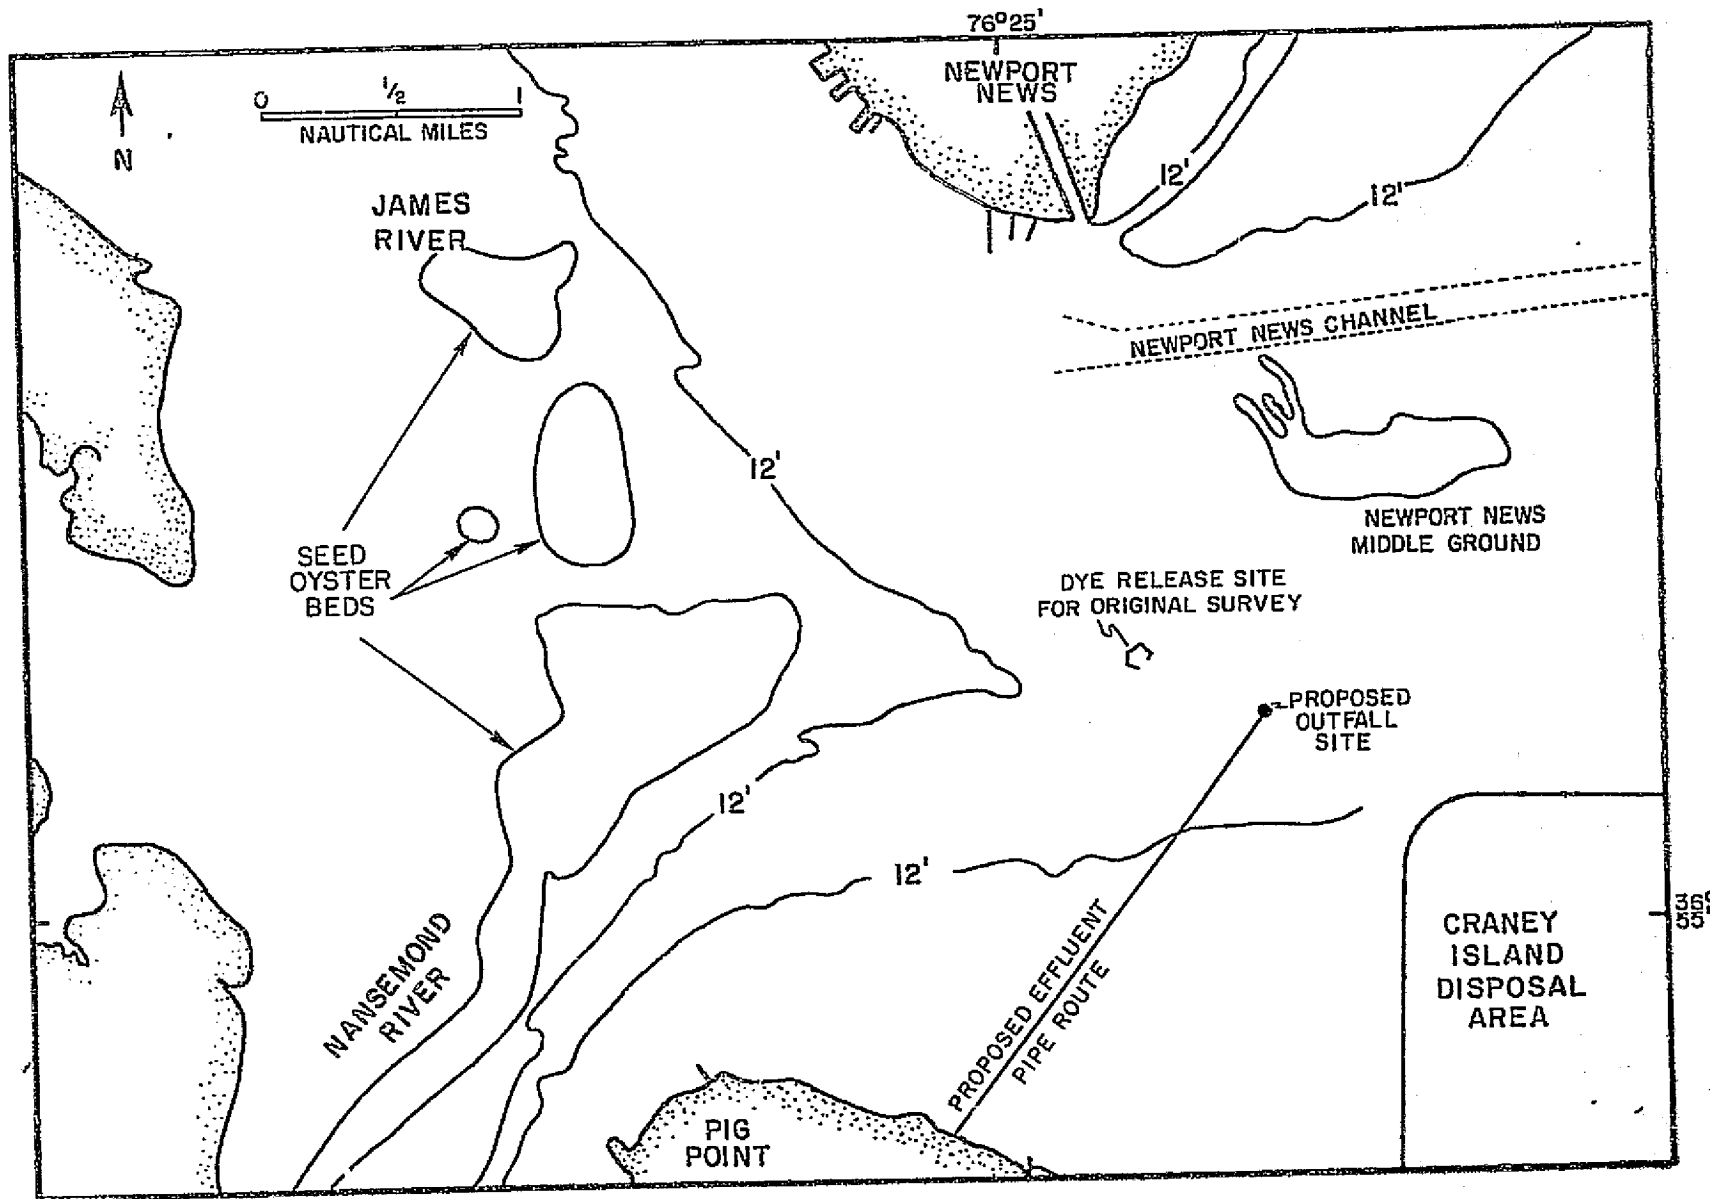 76°25'
0 ½ 1
NAUTICAL MILES
N
NEWPORT
NEWS
JAMES
RIVER
12'
12'
NEWPORT NEWS CHANNEL
12'
NEWPORT NEWS
MIDDLE GROUND
SEED
OYSTER
BEDS
DYE RELEASE SITE
FOR ORIGINAL SURVEY
PROPOSED
OUTFALL
SITE
12'
12'
NANSEMOND
RIVER
PROPOSED EFFLUENT
PIPE ROUTE
CRANEY
ISLAND
DISPOSAL
AREA
36°
55'
PIG
POINT